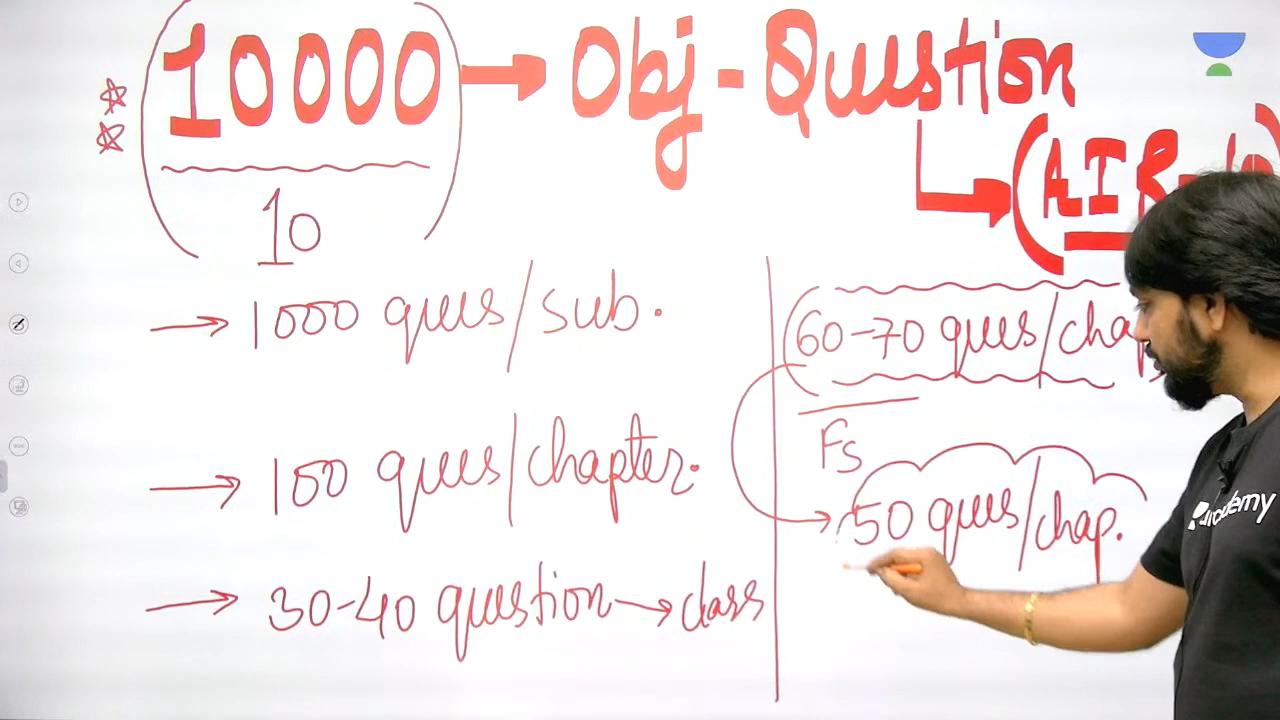 10000 → Obj - Question
10
(AIR
→ 1000 ques/sub.
→ 100 ques/chapter.
→ 30-40 question → class
60-70 ques/chap
Fs
50 ques/chap.